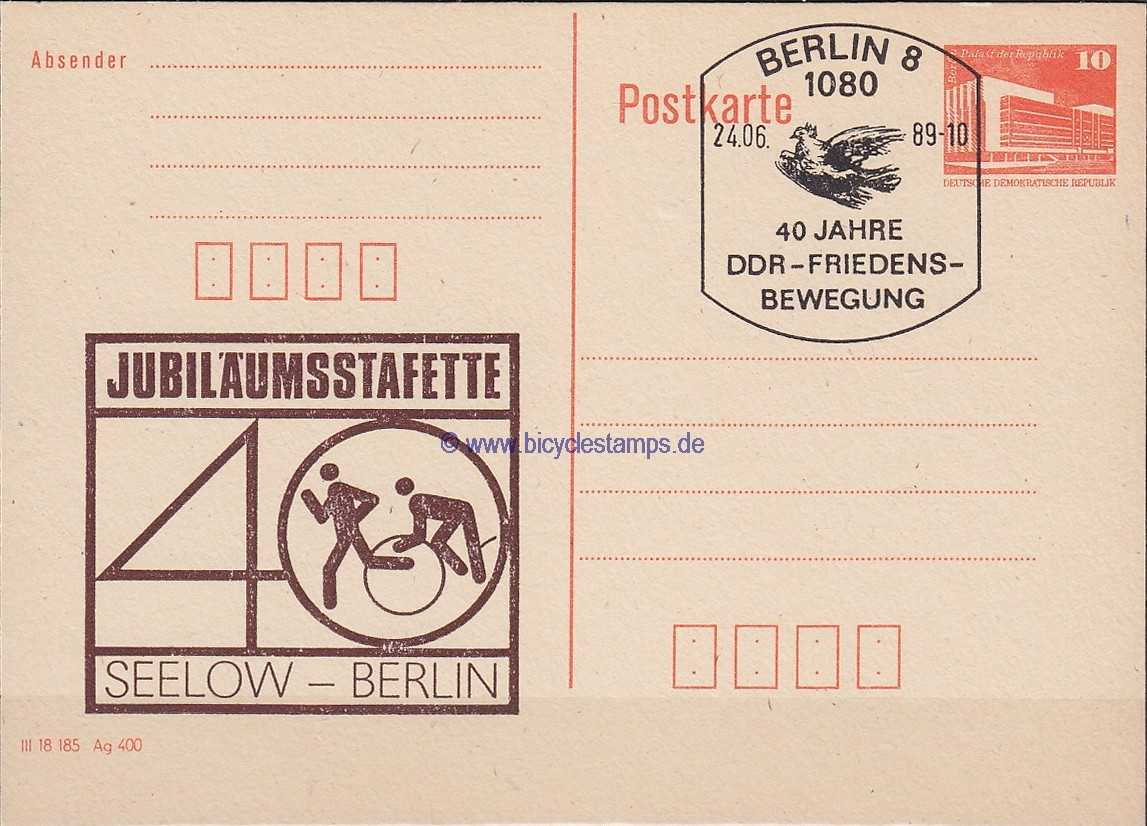 Absender
Postkarte
BERLIN 8
1080
24.06. 89-10
40 JAHRE
DDR-FRIEDENS-
BEWEGUNG
Palast der Republik
10
DEUTSCHE DEMOKRATISCHE REPUBLIK
JUBILÄUMSSTAFETTE
40
SEELOW – BERLIN
© www.bicyclestamps.de
III 18 185 Ag 400